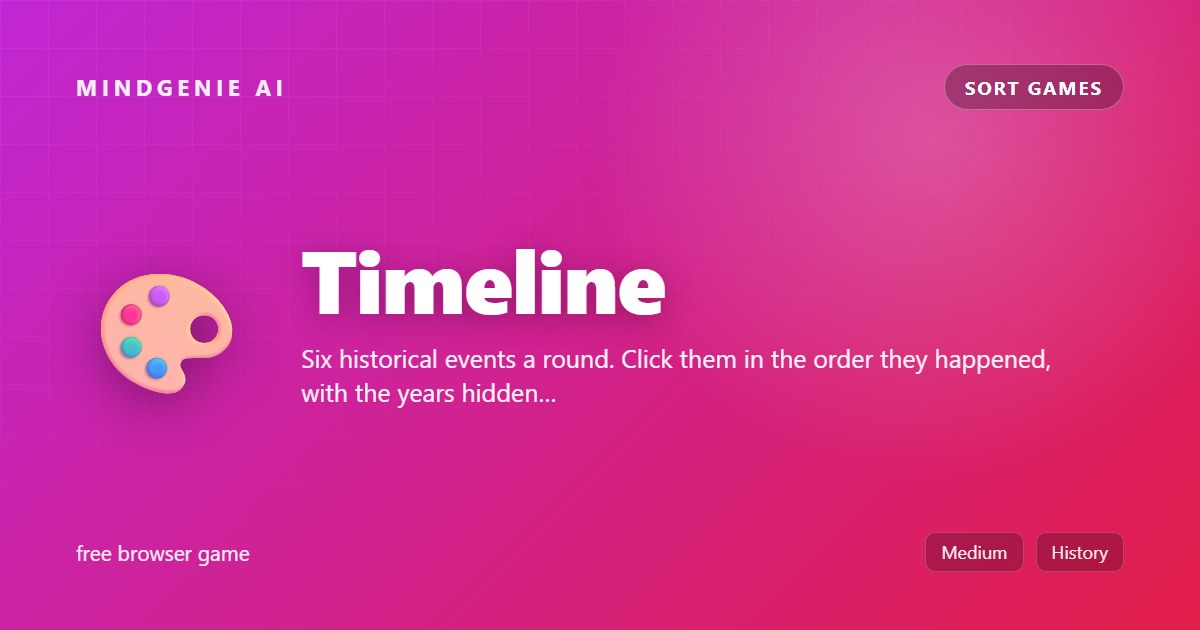 MINDGENIE AI
SORT GAMES
Timeline
Six historical events a round. Click them in the order they happened,
with the years hidden...
free browser game
Medium
History